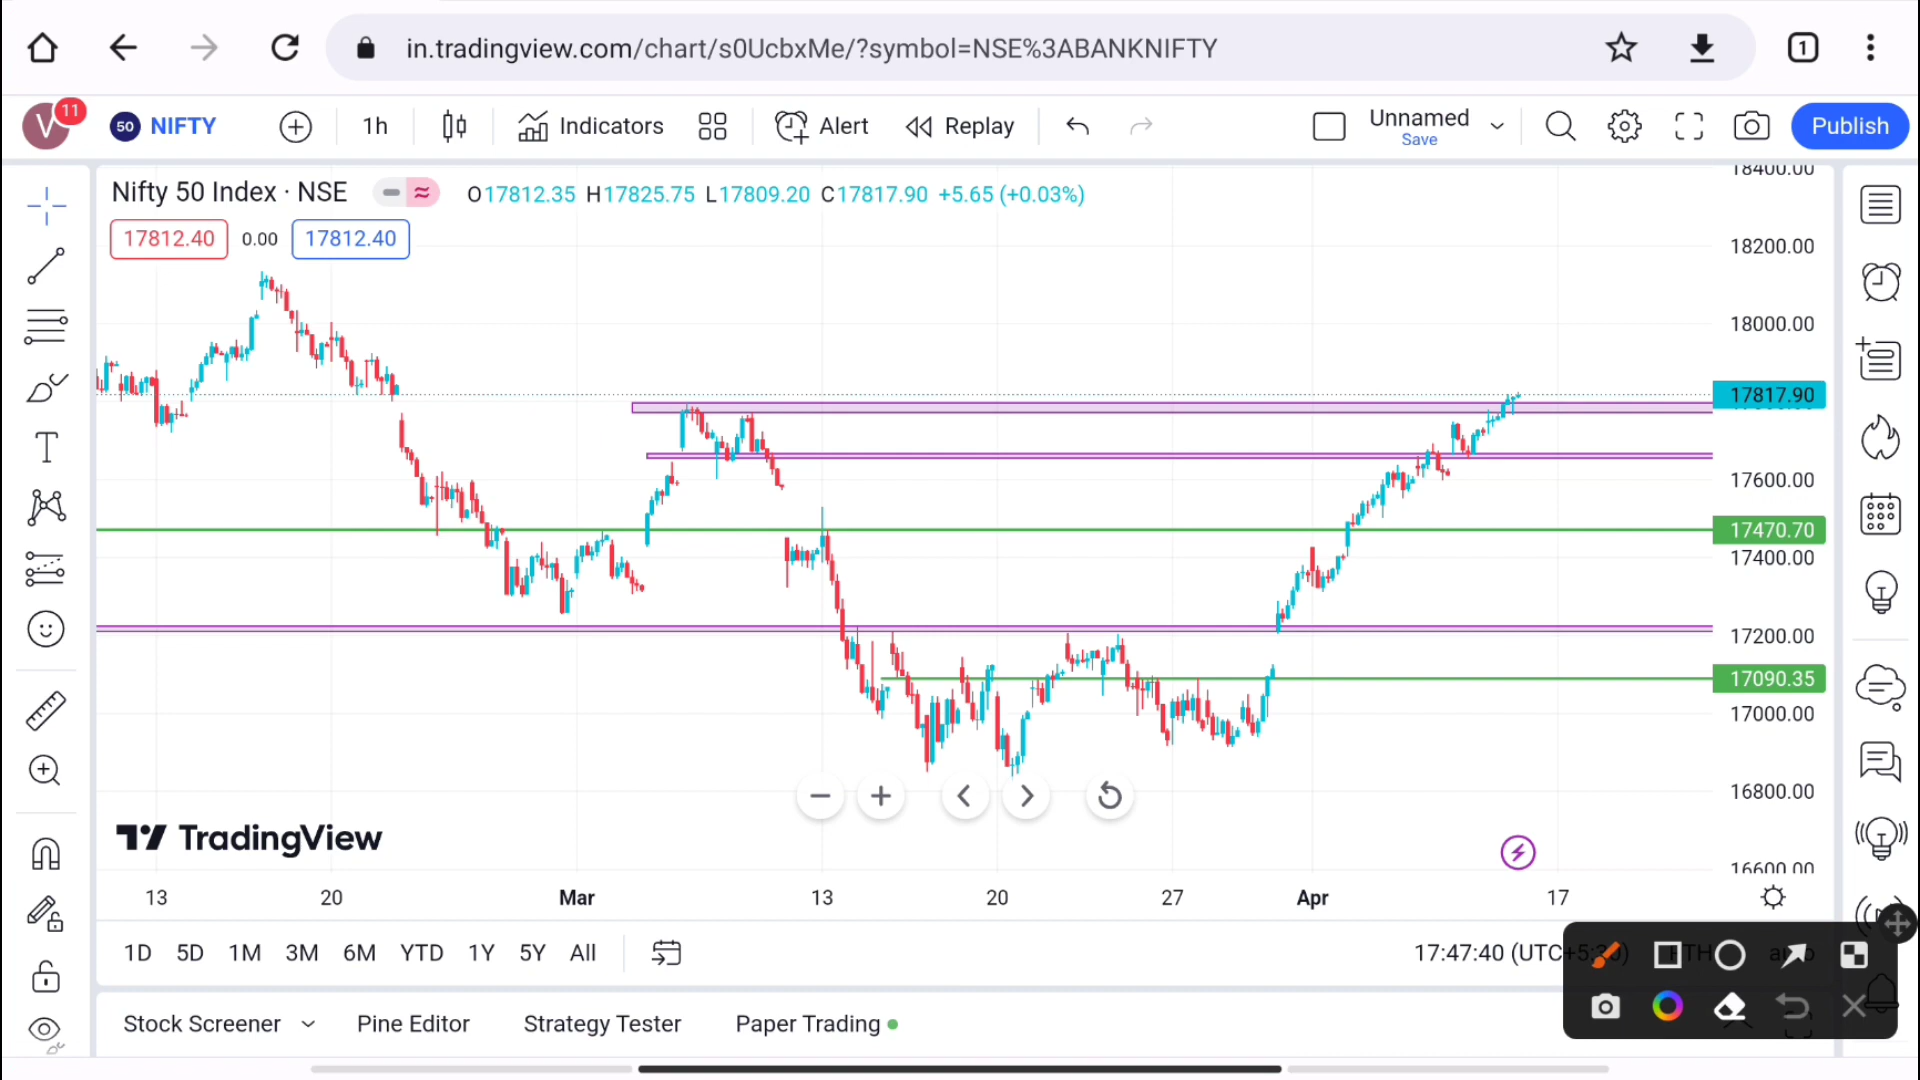 in.tradingview.com/chart/s0UcbxMe/?symbol=NSE%3ABANKNIFTY
1
V 11 50 NIFTY 1h Indicators Alert Replay Unnamed Publish
Save
Nifty 50 Index · NSE O17812.35 H17825.75 L17809.20 C17817.90 +5.65 (+0.03%)
17812.40 0.00 17812.40
18400.00
18200.00
18000.00
17817.90
17600.00
17470.70
17400.00
17200.00
17090.35
17000.00
16800.00
16600.00
TradingView
13 20 Mar 13 20 27 Apr 17
1D 5D 1M 3M 6M YTD 1Y 5Y All 17:47:40 (UTC+5:30)
Stock Screener Pine Editor Strategy Tester Paper Trading